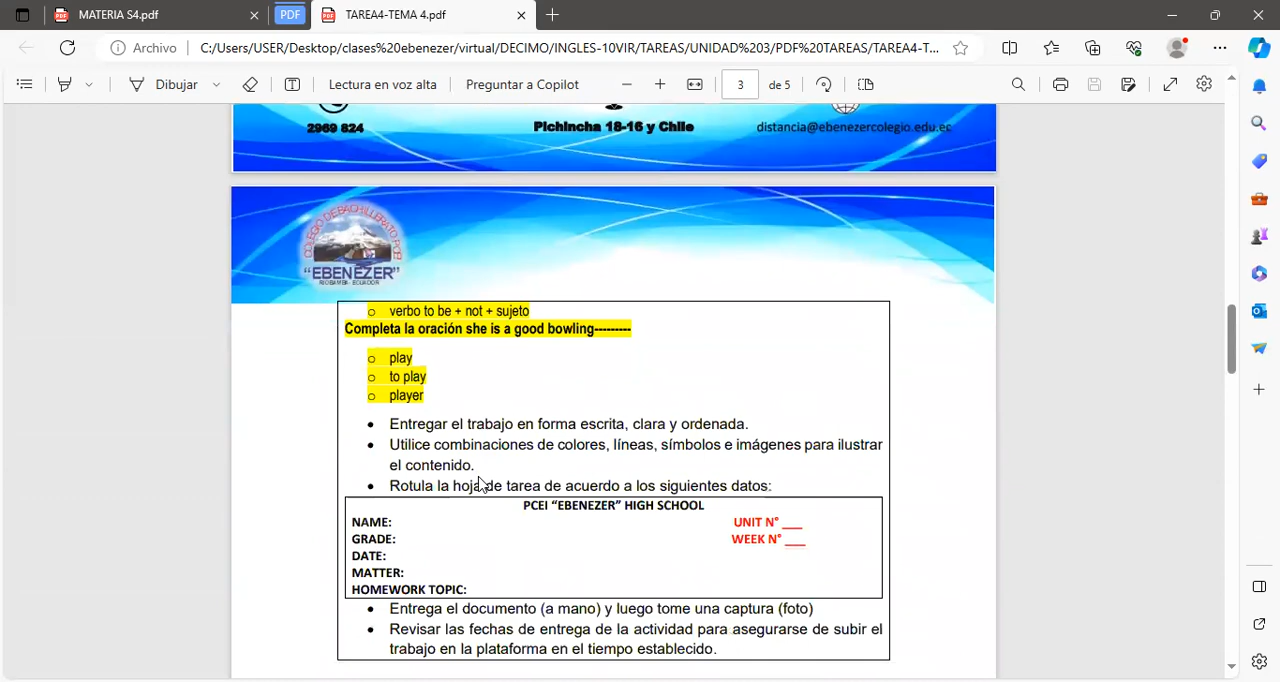 MATERIA S4.pdf
PDF
TAREA4-TEMA 4.pdf
Archivo
C:/Users/USER/Desktop/clases%20ebenezer/virtual/DECIMO/INGLES-10VIR/TAREAS/UNIDAD%203/PDF%20TAREAS/TAREA4-T...
Dibujar
Lectura en voz alta
Preguntar a Copilot
3
de 5
2969 824
Pichincha 18-16 y Chile
distancia@ebenezercolegio.edu.ec
COLEGIO DE BACHILLERATO PCEI
"EBENEZER"
RIOBAMBA - ECUADOR
o verbo to be + not + sujeto
Completa la oración she is a good bowling---------
o play
o to play
o player
• Entregar el trabajo en forma escrita, clara y ordenada.
• Utilice combinaciones de colores, líneas, símbolos e imágenes para ilustrar
el contenido.
• Rotula la hoja de tarea de acuerdo a los siguientes datos:
PCEI "EBENEZER" HIGH SCHOOL
NAME:
UNIT N° ___
GRADE:
WEEK N° ___
DATE:
MATTER:
HOMEWORK TOPIC:
• Entrega el documento (a mano) y luego tome una captura (foto)
• Revisar las fechas de entrega de la actividad para asegurarse de subir el
trabajo en la plataforma en el tiempo establecido.